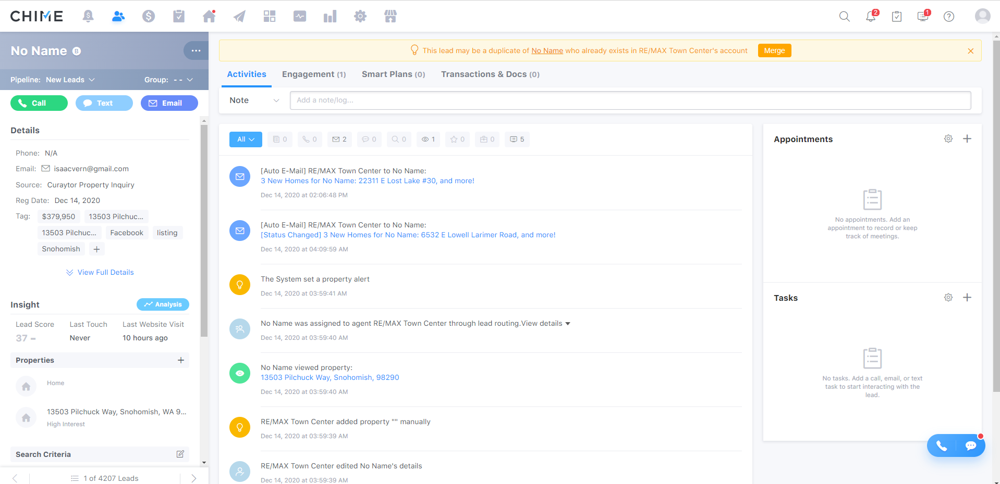 CHIME
2
1
No Name B
Pipeline: New Leads
Group: - -
Call
Text
Email
Details
Phone: N/A
Email: isaacvern@gmail.com
Source: Curaytor Property Inquiry
Reg Date: Dec 14, 2020
Tag: $379,950 13503 Pilchuc...
13503 Pilchuc... Facebook listing
Snohomish +
View Full Details
Insight
Analysis
Lead Score Last Touch Last Website Visit
37 – Never 10 hours ago
Properties +
Home
13503 Pilchuck Way, Snohomish, WA 9...
High Interest
Search Criteria
1 of 4207 Leads
This lead may be a duplicate of No Name who already exists in RE/MAX Town Center's account
Merge
Activities Engagement (1) Smart Plans (0) Transactions & Docs (0)
Note
Add a note/log...
All 0 0 2 0 0 1 0 0 5
[Auto E-Mail] RE/MAX Town Center to No Name:
3 New Homes for No Name: 22311 E Lost Lake #30, and more!
Dec 14, 2020 at 02:06:48 PM
[Auto E-Mail] RE/MAX Town Center to No Name:
[Status Changed] 3 New Homes for No Name: 6532 E Lowell Larimer Road, and more!
Dec 14, 2020 at 04:09:59 AM
The System set a property alert
Dec 14, 2020 at 03:59:41 AM
No Name was assigned to agent RE/MAX Town Center through lead routing.View details
Dec 14, 2020 at 03:59:40 AM
No Name viewed property:
13503 Pilchuck Way, Snohomish, 98290
Dec 14, 2020 at 03:59:40 AM
RE/MAX Town Center added property "" manually
Dec 14, 2020 at 03:59:39 AM
RE/MAX Town Center edited No Name's details
Dec 14, 2020 at 03:59:39 AM
Appointments
No appointments. Add an
appointment to record or keep
track of meetings.
Tasks
No tasks. Add a call, email, or text
task to start interacting with the
lead.